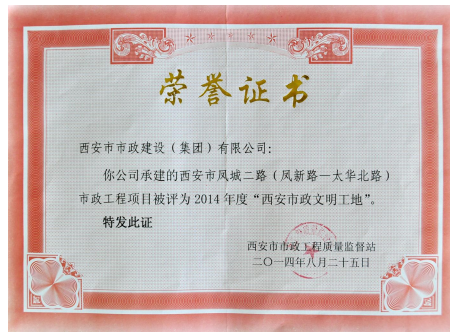 荣誉证书
西安市市政建设（集团）有限公司：
你公司承建的西安市凤城二路（凤新路—太华北路）
市政工程项目被评为2014年度“西安市政文明工地”。
特发此证
西安市市政工程质量监督站
二〇一四年八月二十五日